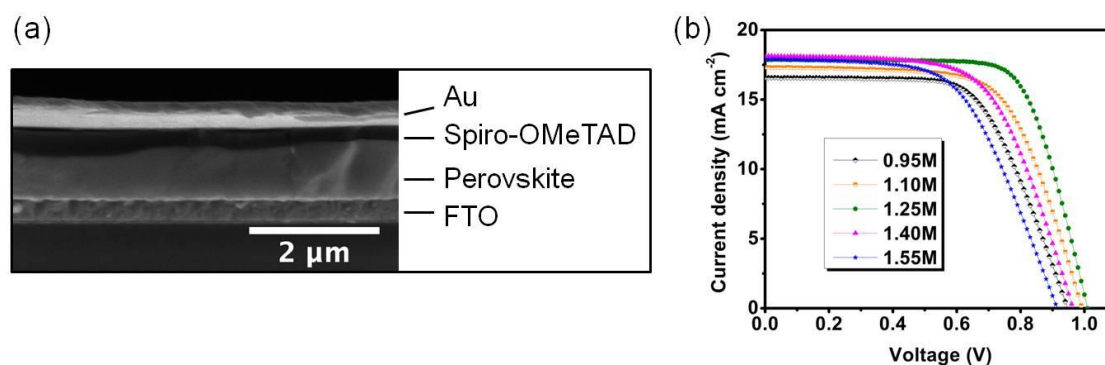 (a)
Au
Spiro-OMeTAD
Perovskite
FTO
2 μm
(b)
20
15
10
5
0
Current density (mA cm⁻²)
0.95M
1.10M
1.25M
1.40M
1.55M
0.0 0.2 0.4 0.6 0.8 1.0
Voltage (V)